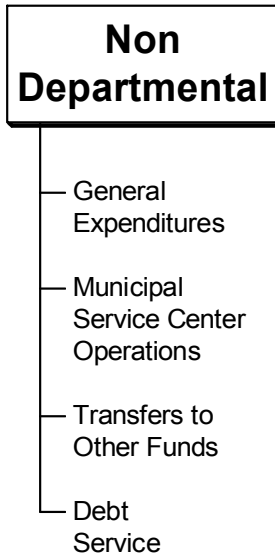 Non
Departmental
General
Expenditures
Municipal
Service Center
Operations
Transfers to
Other Funds
Debt
Service